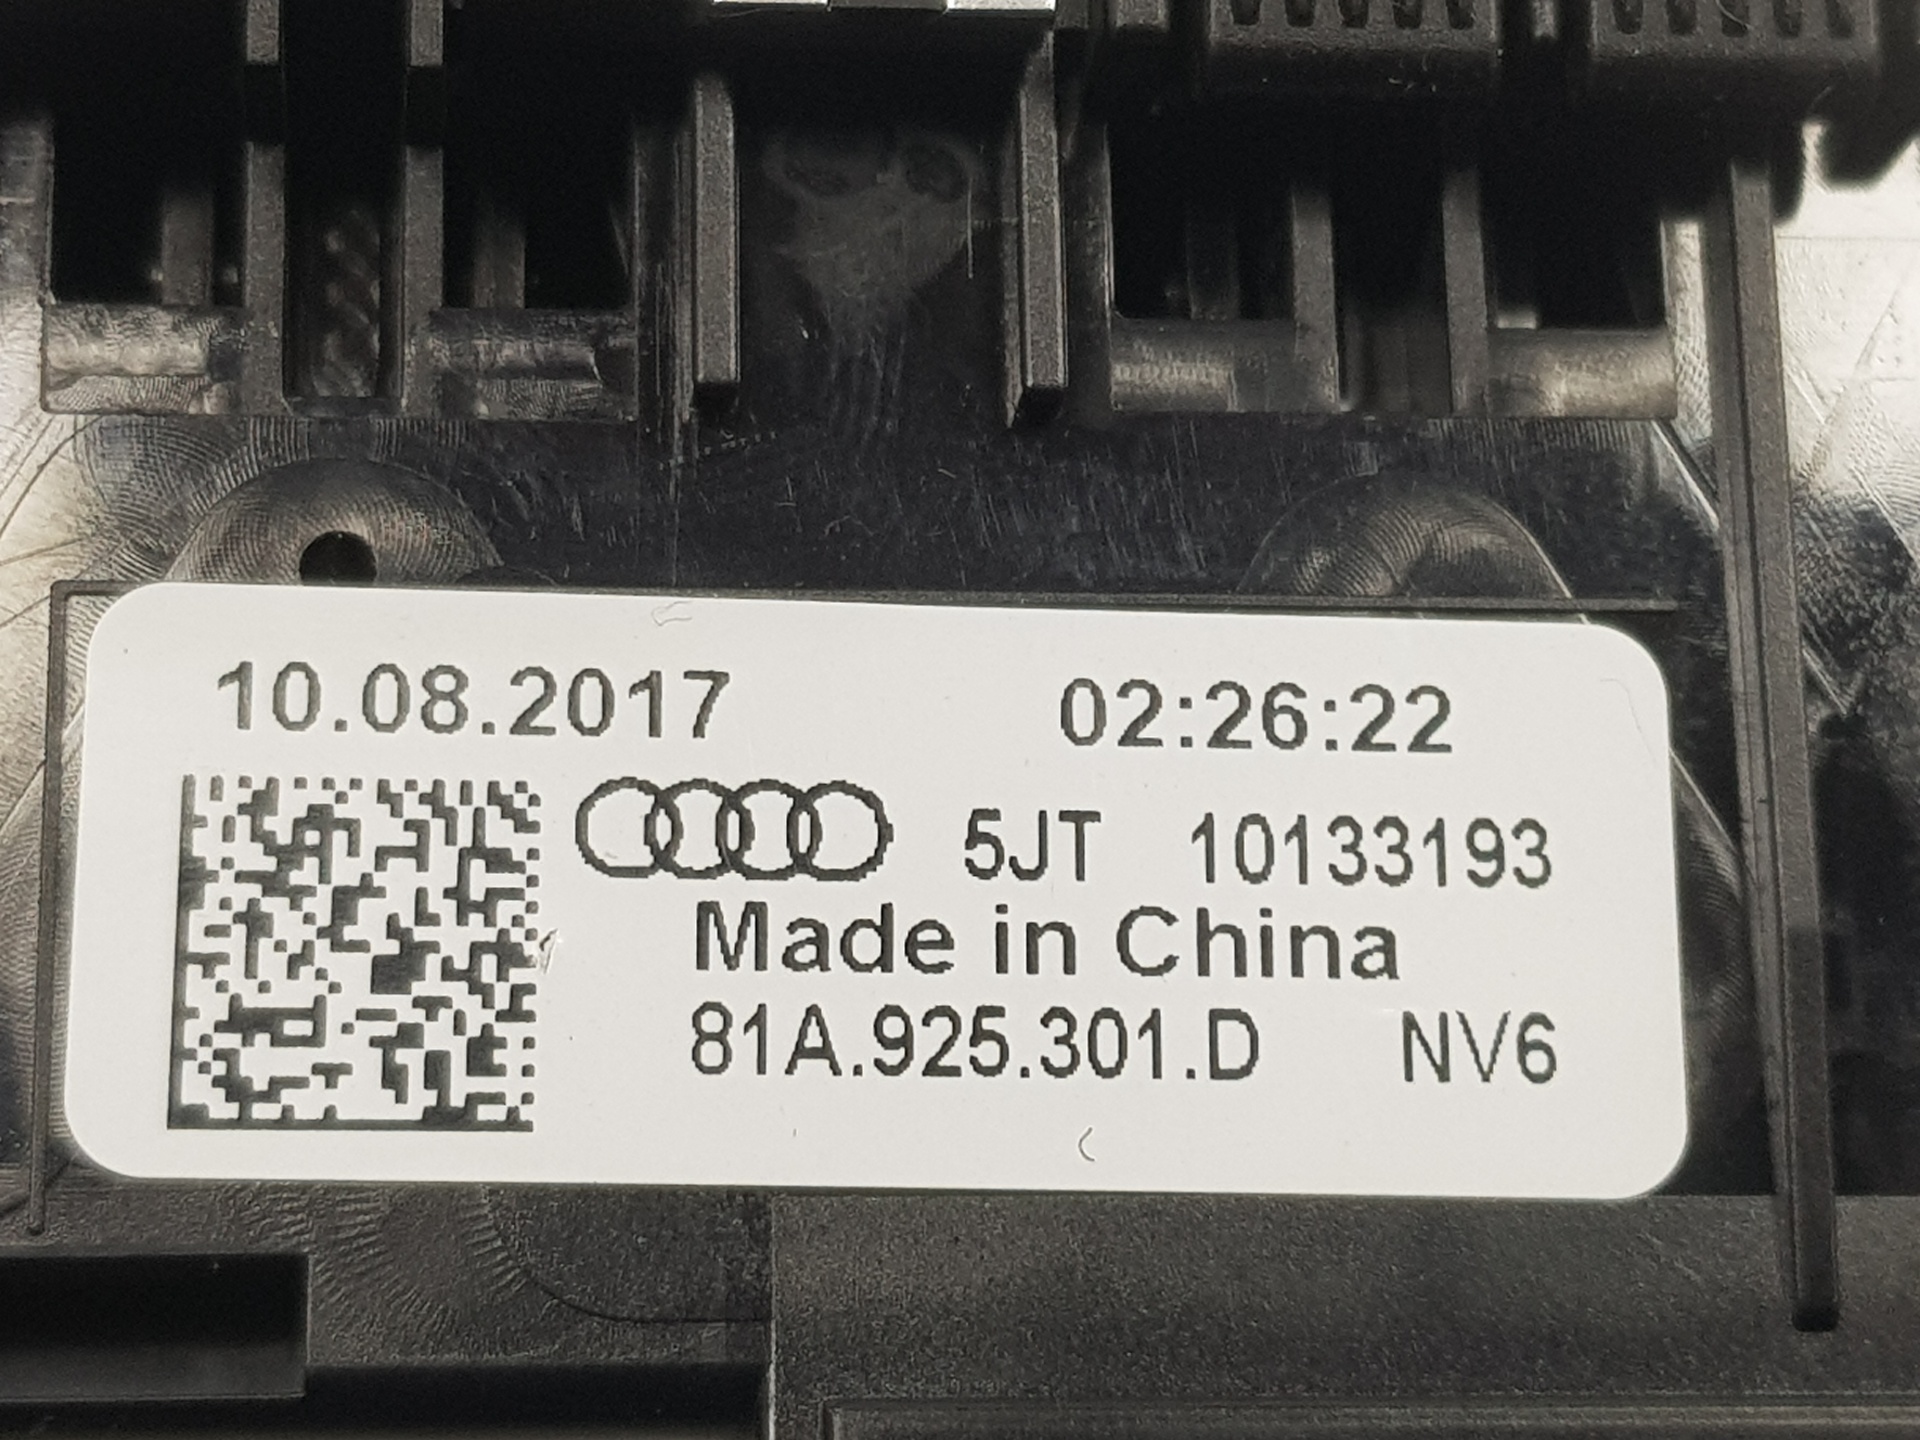 10.08.2017 02:26:22
5JT 10133193
Made in China
81A.925.301.D NV6